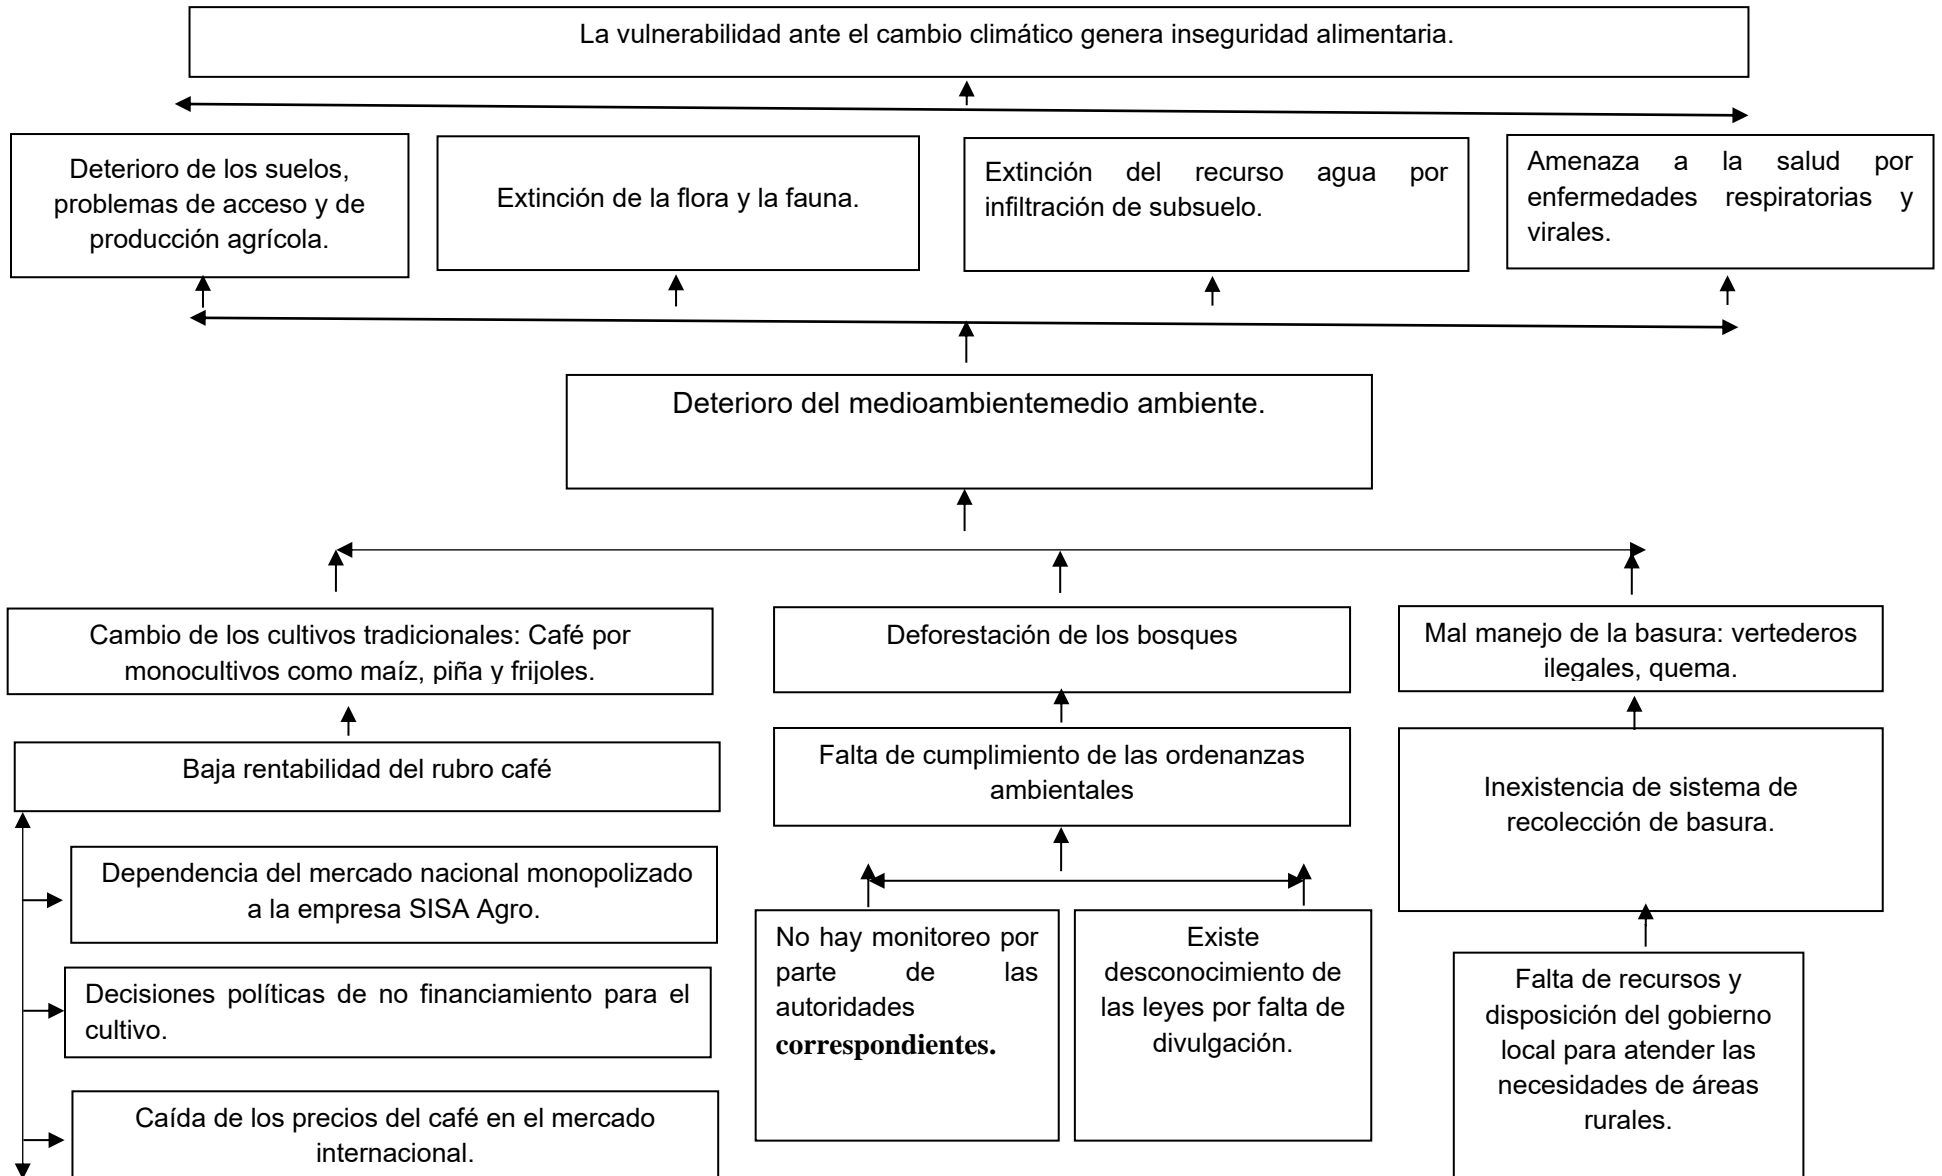 La vulnerabilidad ante el cambio climático genera inseguridad alimentaria.
Deterioro de los suelos,
problemas de acceso y de
producción agrícola.
Extinción de la flora y la fauna.
Extinción del recurso agua por
infiltración de subsuelo.
Amenaza a la salud por
enfermedades respiratorias y
virales.
Deterioro del medioambientemedio ambiente.
Cambio de los cultivos tradicionales: Café por
monocultivos como maíz, piña y frijoles.
Deforestación de los bosques
Mal manejo de la basura: vertederos
ilegales, quema.
Baja rentabilidad del rubro café
Falta de cumplimiento de las ordenanzas
ambientales
Inexistencia de sistema de
recolección de basura.
Dependencia del mercado nacional monopolizado
a la empresa SISA Agro.
Decisiones políticas de no financiamiento para el
cultivo.
Caída de los precios del café en el mercado
internacional.
No hay monitoreo por
parte de las
autoridades
correspondientes.
Existe
desconocimiento de
las leyes por falta de
divulgación.
Falta de recursos y
disposición del gobierno
local para atender las
necesidades de áreas
rurales.